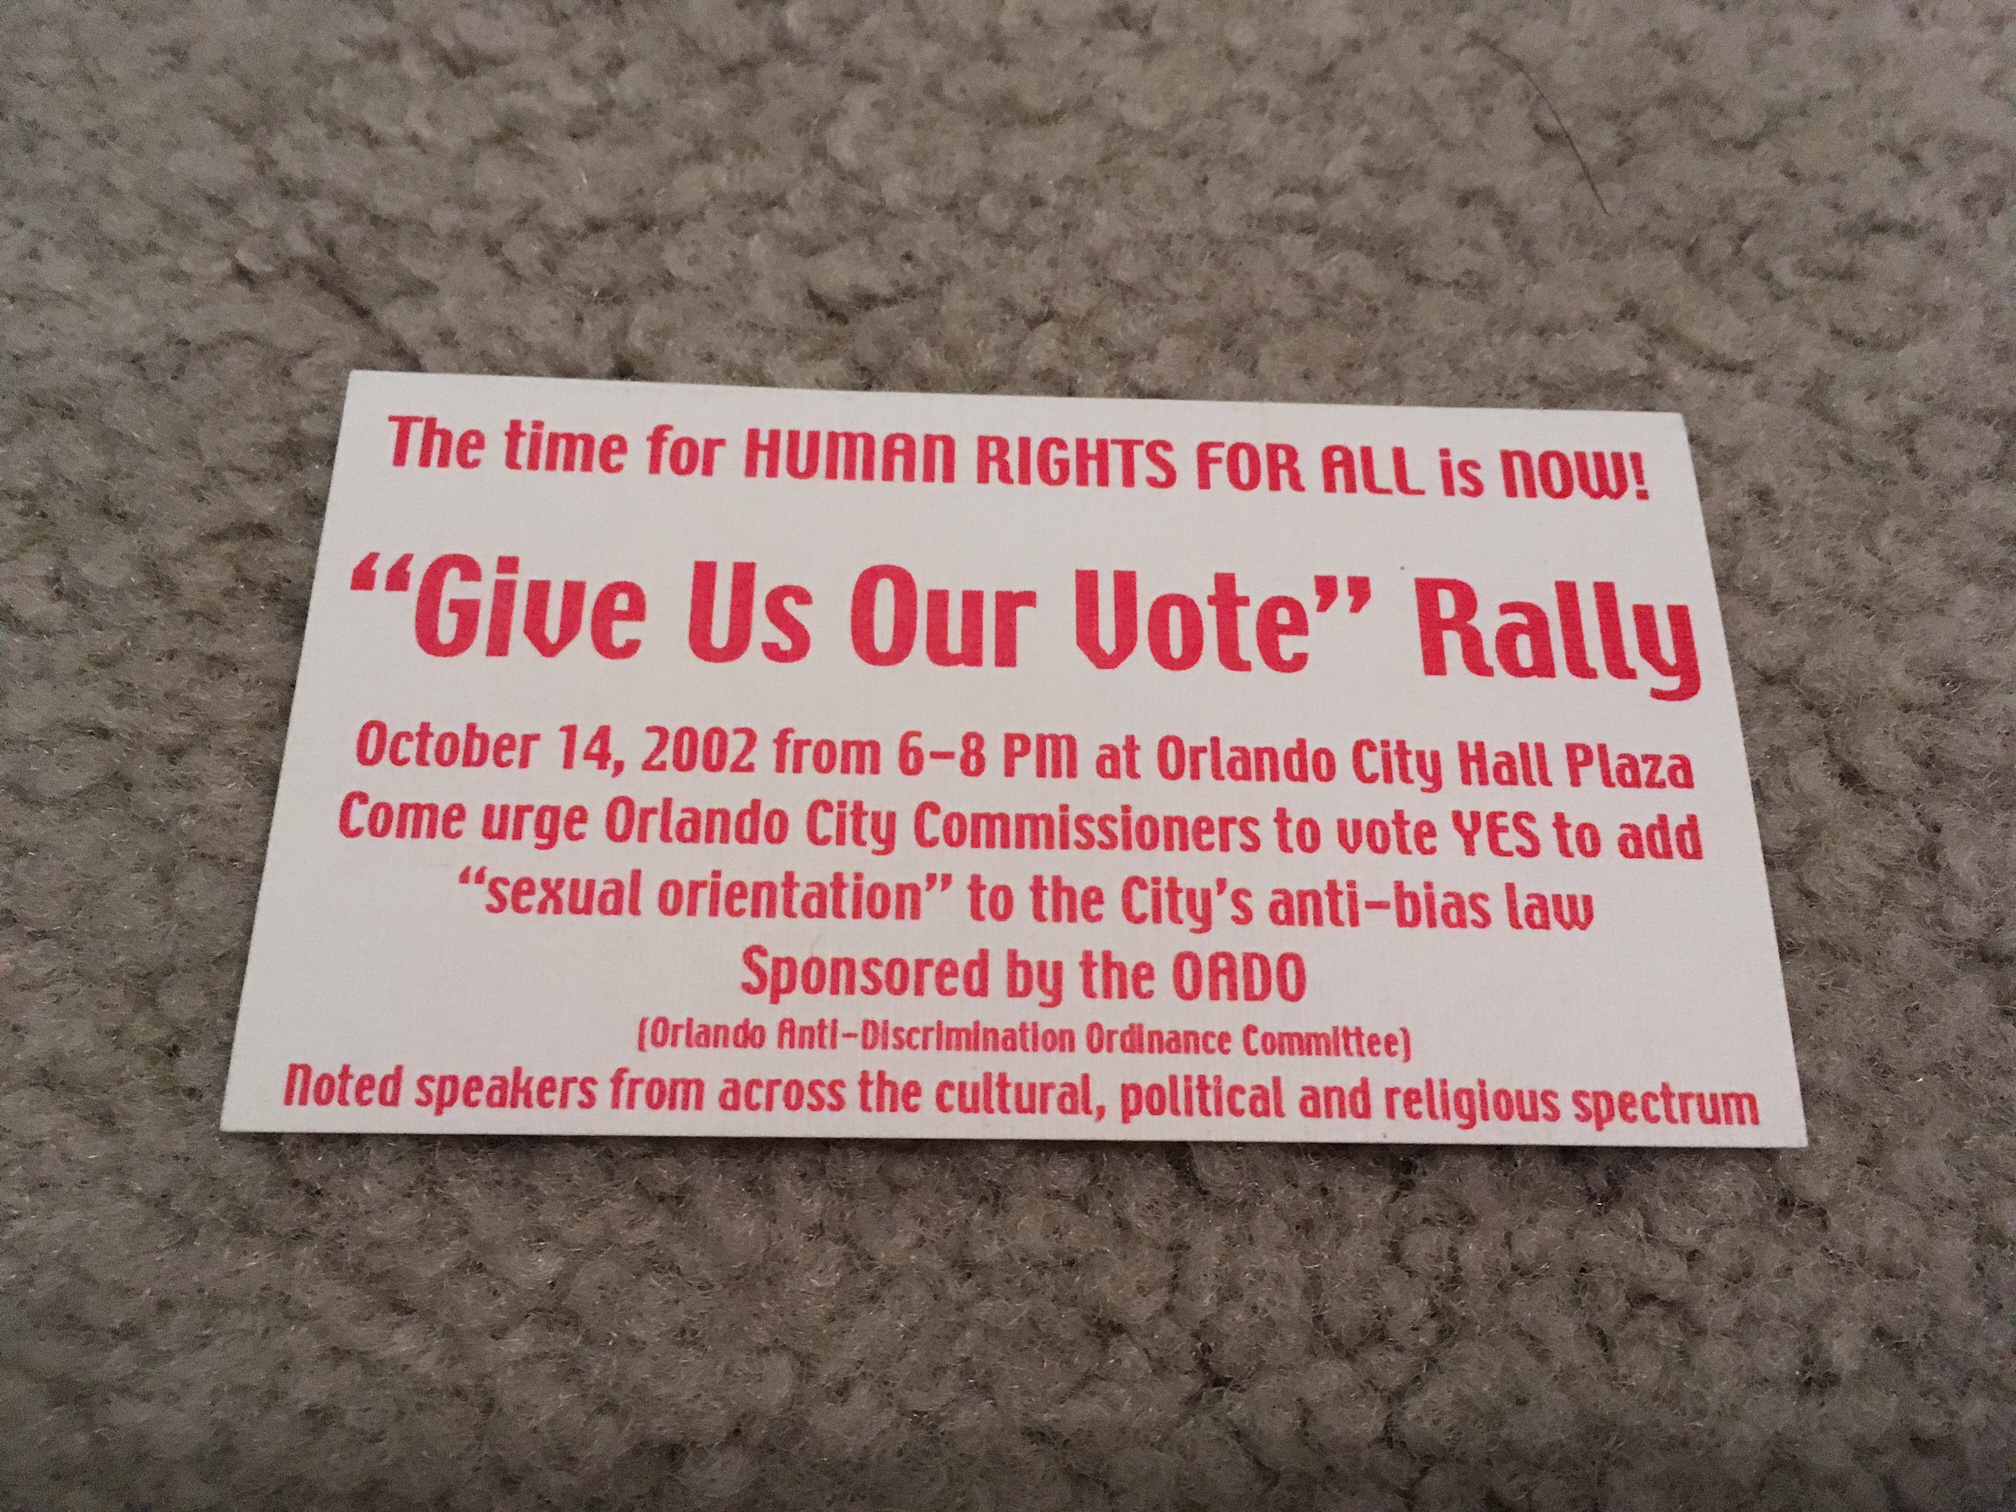 The time for HUMAN RIGHTS FOR ALL is NOW!
“Give Us Our Vote” Rally
October 14, 2002 from 6-8 PM at Orlando City Hall Plaza
Come urge Orlando City Commissioners to vote YES to add
“sexual orientation” to the City’s anti-bias law
Sponsored by the OADO
(Orlando Anti-Discrimination Ordinance Committee)
Noted speakers from across the cultural, political and religious spectrum